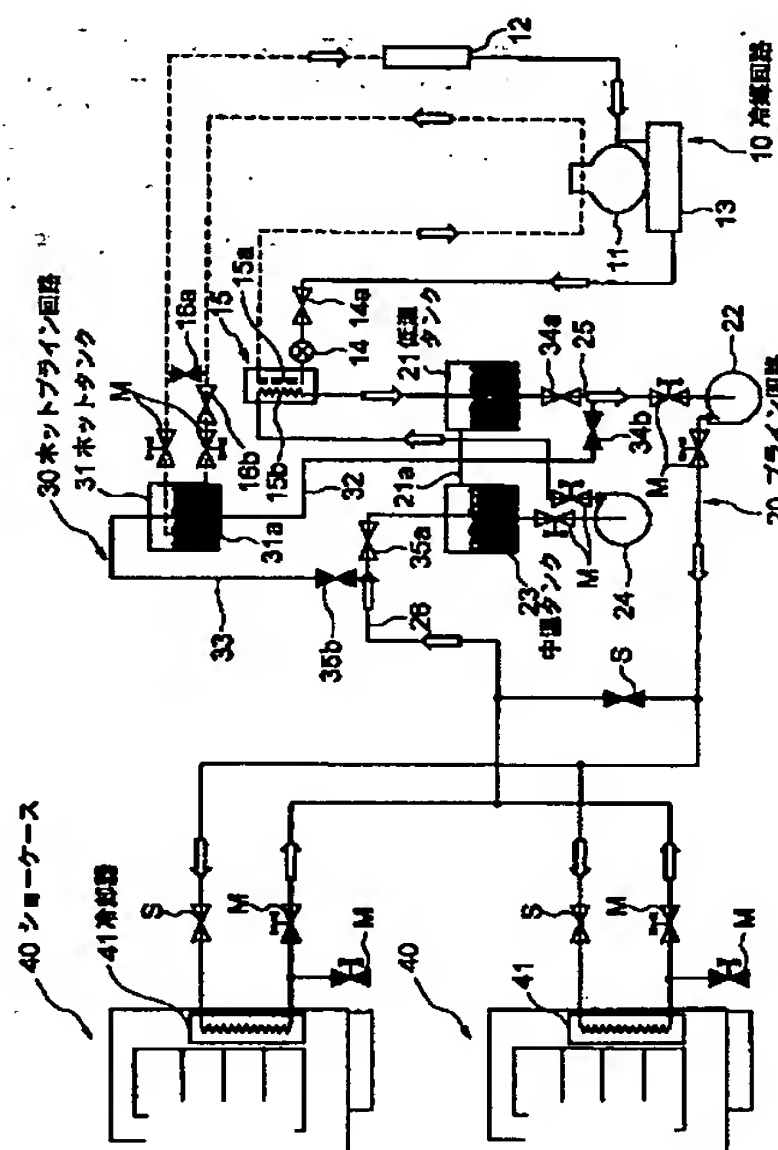 40 ショーケース
41 冷却器
S
M
M
40
41
S
M
M
30 ホットブライン回路
31 ホットタンク
M
16a
16b
31a
33
35b
26
35a
32
15
15a
15b
14
14a
21 低温タンク
21a
23
中温タンク
24
M
34a
25
34b
22
M
20 ブライン回路
S
12
11
13
10 冷媒回路